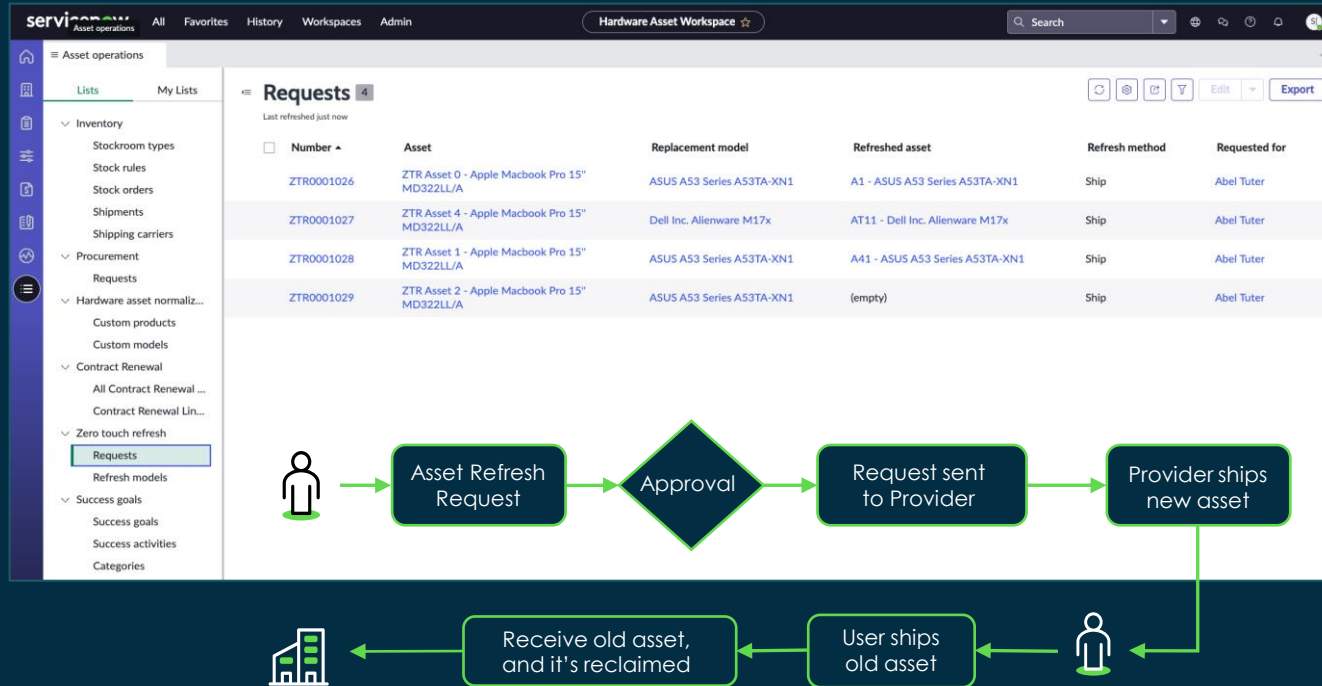 servicenow
Asset operations
All Favorites History Workspaces Admin
Hardware Asset Workspace
Search
Asset operations
Lists My Lists
Inventory
Stockroom types
Stock rules
Stock orders
Shipments
Shipping carriers
Procurement
Requests
Hardware asset normaliz...
Custom products
Custom models
Contract Renewal
All Contract Renewal ...
Contract Renewal Lin...
Zero touch refresh
Requests
Refresh models
Success goals
Success goals
Success activities
Categories
Requests 4
Last refreshed just now
Edit
Export
Number Asset Replacement model Refreshed asset Refresh method Requested for
ZTR0001026 ZTR Asset 0 - Apple Macbook Pro 15" ASUS A53 Series A53TA-XN1 A1 - ASUS A53 Series A53TA-XN1 Ship Abel Tuter
MD322LL/A
ZTR0001027 ZTR Asset 4 - Apple Macbook Pro 15" Dell Inc. Alienware M17x AT11 - Dell Inc. Alienware M17x Ship Abel Tuter
MD322LL/A
ZTR0001028 ZTR Asset 1 - Apple Macbook Pro 15" ASUS A53 Series A53TA-XN1 A41 - ASUS A53 Series A53TA-XN1 Ship Abel Tuter
MD322LL/A
ZTR0001029 ZTR Asset 2 - Apple Macbook Pro 15" ASUS A53 Series A53TA-XN1 (empty) Ship Abel Tuter
MD322LL/A
Asset Refresh
Request
Approval
Request sent
to Provider
Provider ships
new asset
User ships
old asset
Receive old asset,
and it's reclaimed